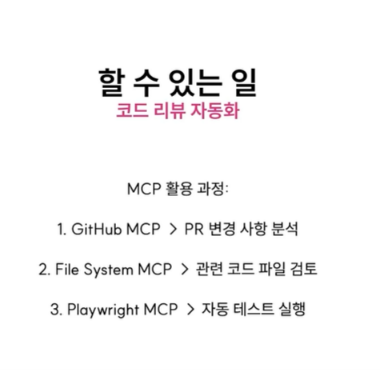 할 수 있는 일
코드 리뷰 자동화
MCP 활용 과정:
1. GitHub MCP > PR 변경 사항 분석
2. File System MCP > 관련 코드 파일 검토
3. Playwright MCP > 자동 테스트 실행